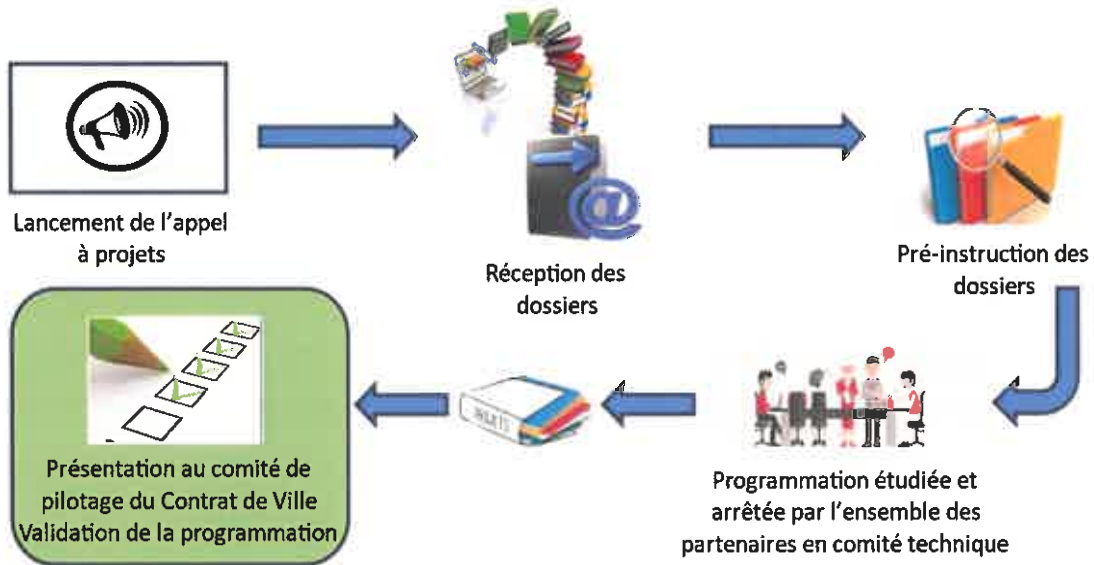 Lancement de l'appel
à projets
Réception des
dossiers
Pré-instruction des
dossiers
Programmation étudiée et
arrêtée par l'ensemble des
partenaires en comité technique
Présentation au comité de
pilotage du Contrat de Ville
Validation de la programmation